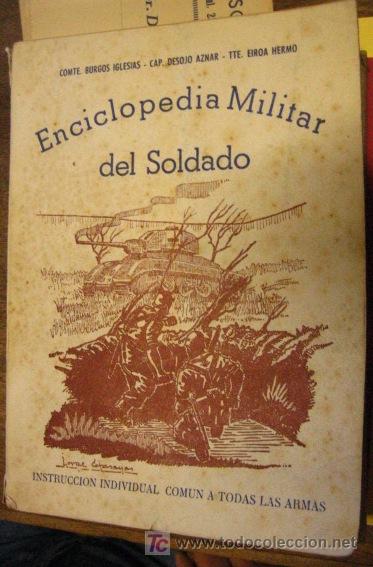 COMTE. BURGOS IGLESIAS - CAP. DESOJO AZNAR - TTE. EIROA HERMO
Enciclopedia Militar
del Soldado
INSTRUCCION INDIVIDUAL COMUN A TODAS LAS ARMAS
TC
www.todocoleccion.net